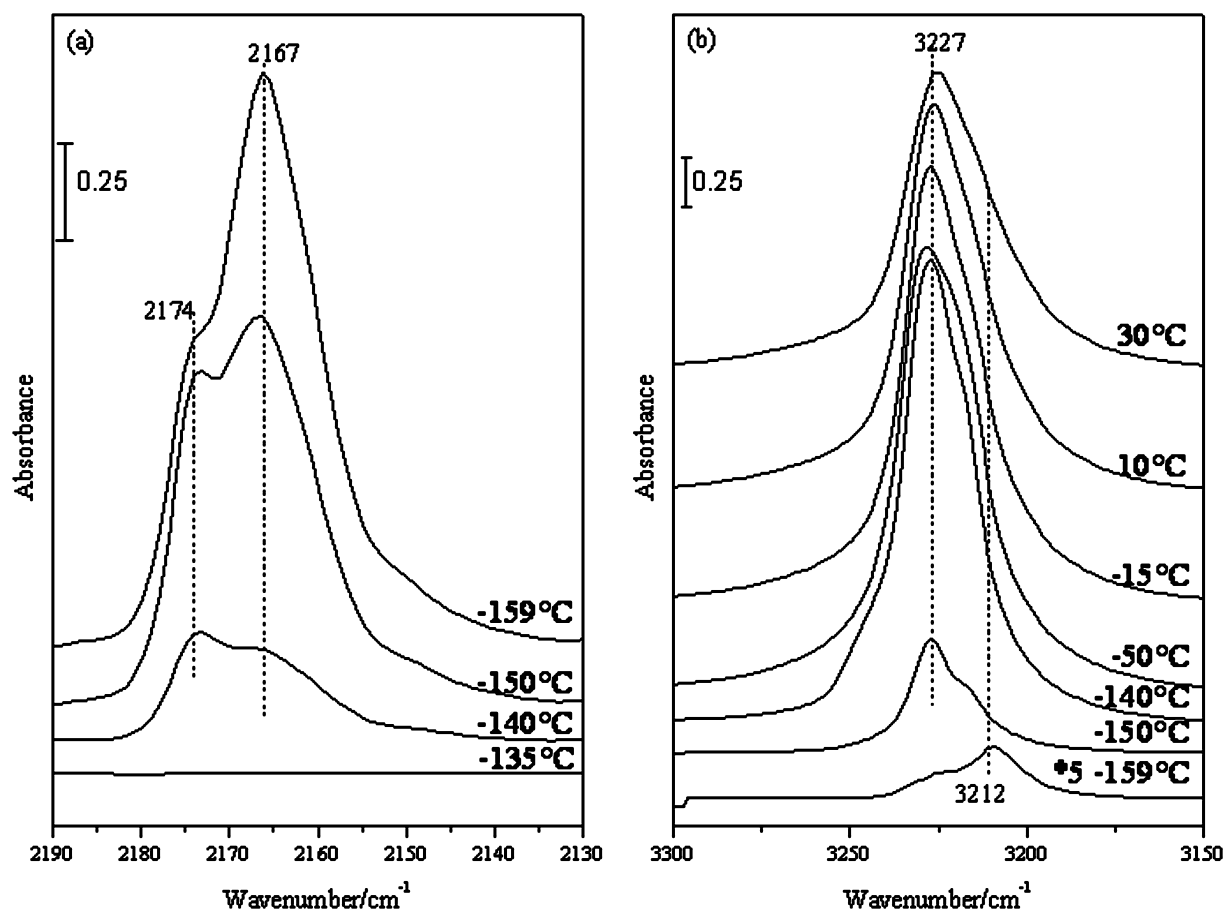 (a)
2167
0.25
2174
Absorbance
-159°C
-150°C
-140°C
-135°C
2190 2180 2170 2160 2150 2140 2130
Wavenumber/cm-1
(b)
3227
0.25
Absorbance
30°C
10°C
-15°C
-50°C
-140°C
-150°C
*5 -159°C
3212
3300 3250 3200 3150
Wavenumber/cm-1